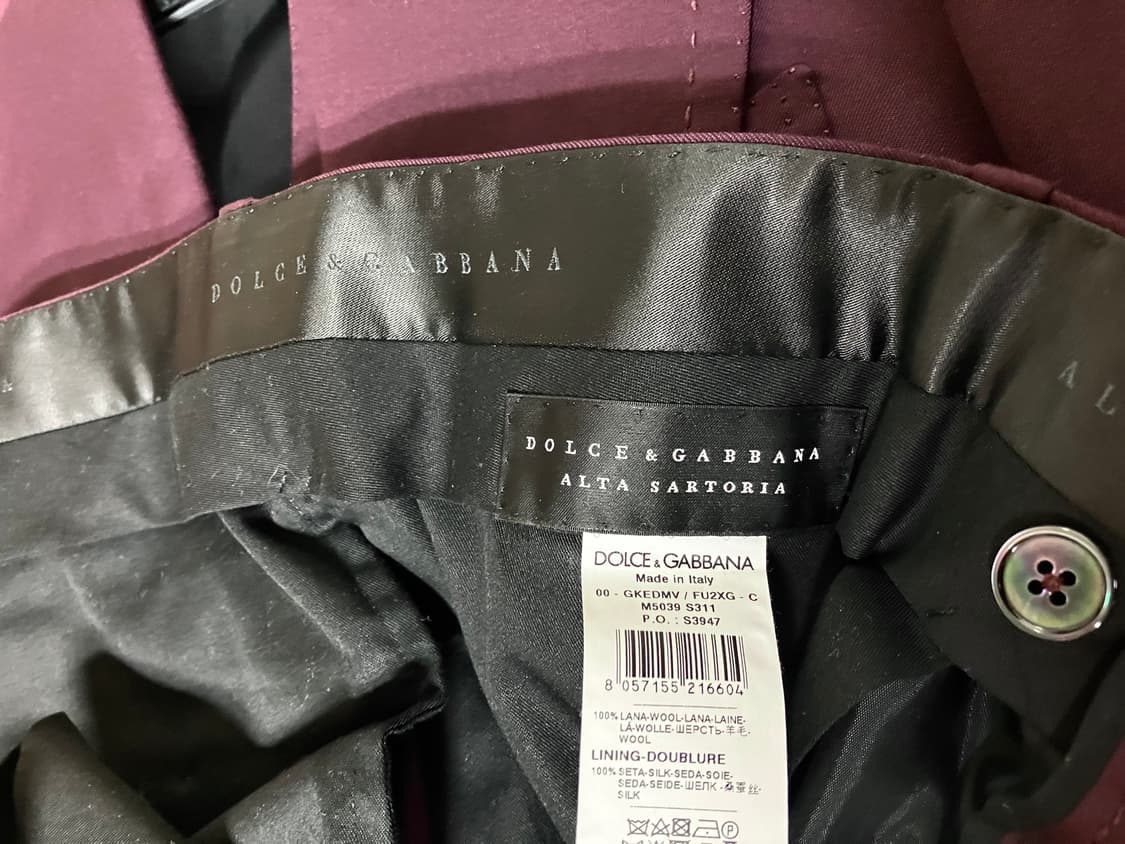 DOLCE & GABBANA
AL
DOLCE & GABBANA
ALTA SARTORIA
DOLCE & GABBANA
Made in Italy
00 - GKEDMV / FU2XG - C
M5039 S311
P.O. : S3947
8 057155 216604
100% LANA-WOOL-LANA-LAINE-
LÃ-WOLLE-ШЕРСТЬ-羊毛-
WOOL
LINING-DOUBLURE
100% SETA-SILK-SEDA-SOIE-
SEDA-SEIDE-ШЕЛК-桑蚕丝-
SILK